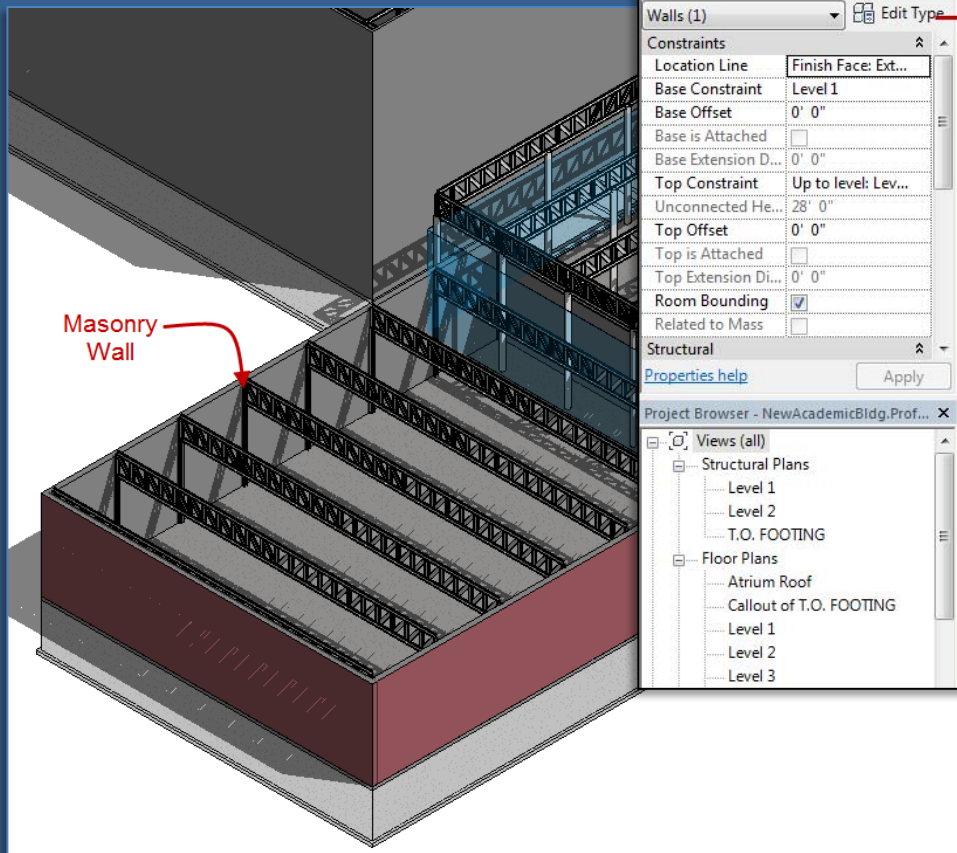 Masonry
Wall
Walls (1)
Edit Type
Constraints
Location Line Finish Face: Ext...
Base Constraint Level 1
Base Offset 0' 0"
Base is Attached
Base Extension D... 0' 0"
Top Constraint Up to level: Lev...
Unconnected He... 28' 0"
Top Offset 0' 0"
Top is Attached
Top Extension Di... 0' 0"
Room Bounding
Related to Mass
Structural
Properties help
Apply
Project Browser - NewAcademicBldg.Prof...
Views (all)
Structural Plans
Level 1
Level 2
T.O. FOOTING
Floor Plans
Atrium Roof
Callout of T.O. FOOTING
Level 1
Level 2
Level 3